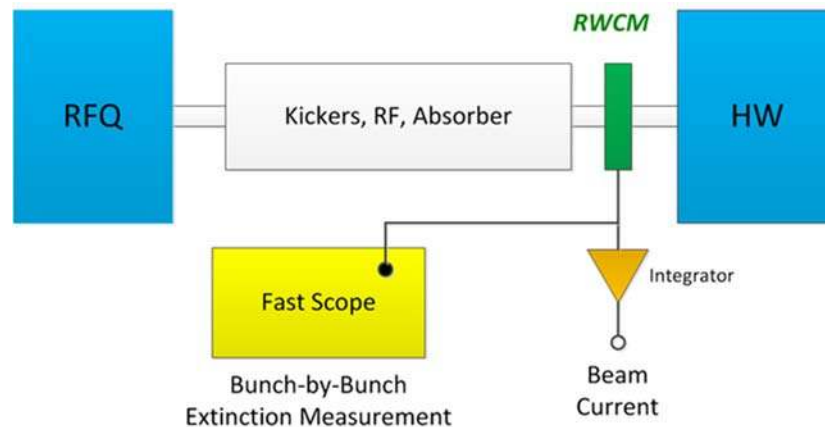 RWCM
RFQ
Kickers, RF, Absorber
HW
Fast Scope
Integrator
Bunch-by-Bunch
Extinction Measurement
Beam
Current